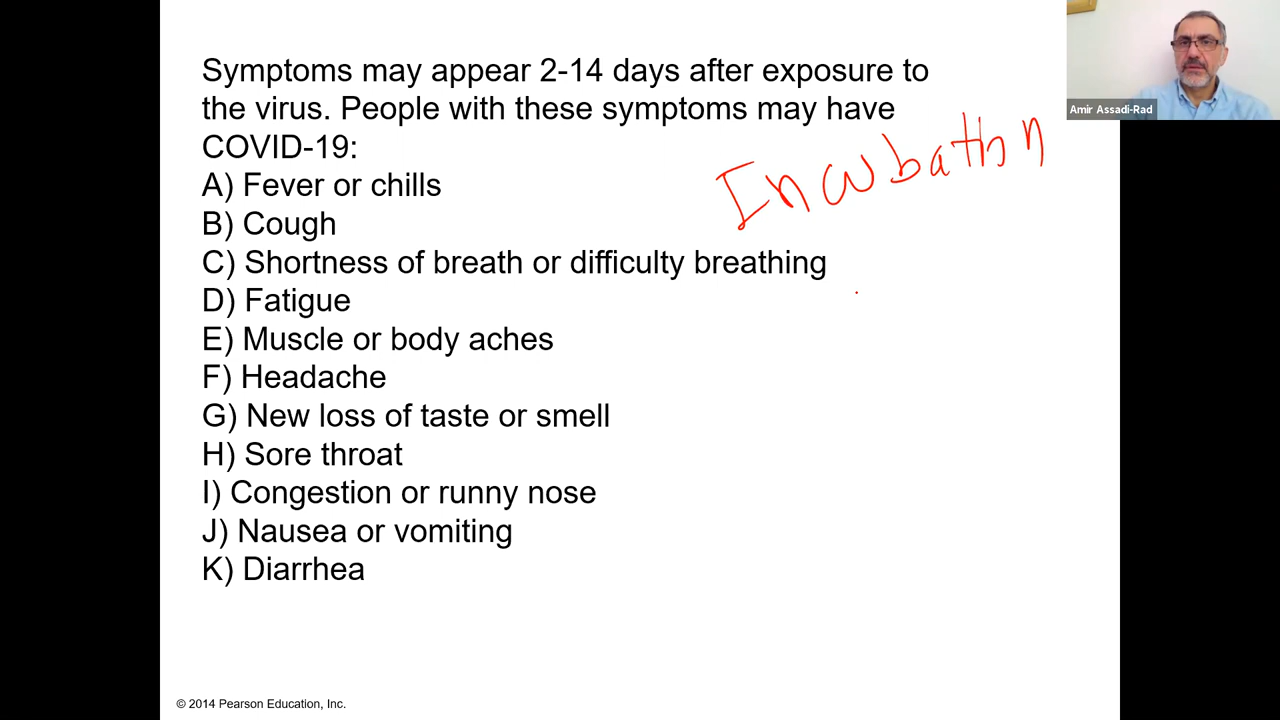 Symptoms may appear 2-14 days after exposure to
the virus. People with these symptoms may have
COVID-19:
A) Fever or chills
B) Cough
C) Shortness of breath or difficulty breathing
D) Fatigue
E) Muscle or body aches
F) Headache
G) New loss of taste or smell
H) Sore throat
I) Congestion or runny nose
J) Nausea or vomiting
K) Diarrhea
Incubation
Amir Assadi-Rad
© 2014 Pearson Education, Inc.